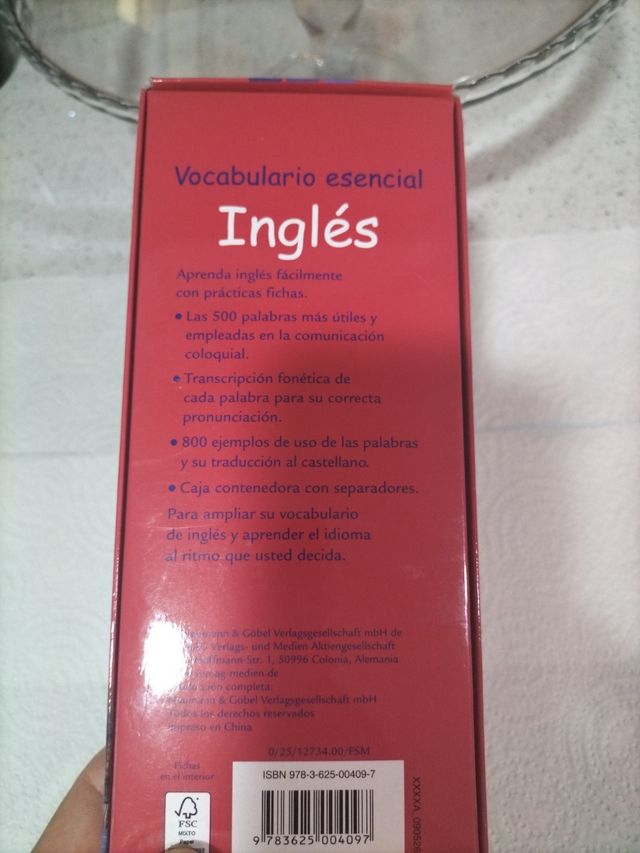 Vocabulario esencial
Inglés
Aprenda inglés fácilmente
con prácticas fichas.
• Las 500 palabras más útiles y
empleadas en la comunicación
coloquial.
• Transcripción fonética de
cada palabra para su correcta
pronunciación.
• 800 ejemplos de uso de las palabras
y su traducción al castellano.
• Caja contenedora con separadores.
Para ampliar su vocabulario
de inglés y aprender el idioma
al ritmo que usted decida.
& Göbel Verlagsgesellschaft mbH de
Verlags- und Medien Aktiengesellschaft
1, 50996 Colonia, Alemania
completa:
& Göbel Verlagsgesellschaft mbH
Todos los derechos reservados
Impreso en China
0/25/12734.00/FSM
Fichas
en el interior
ISBN 978-3-625-00409-7
FSC
MIXTO
Papel
9 783625 004097
XXXXA